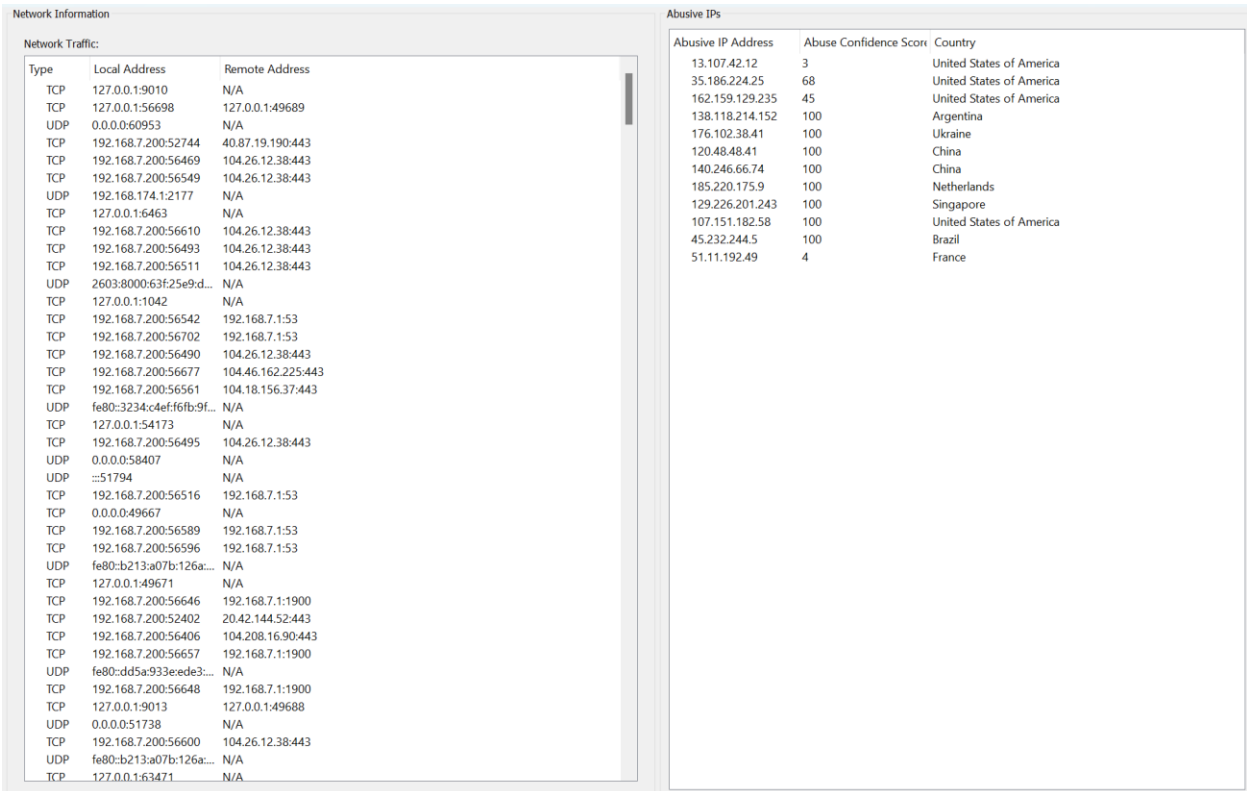 Network Information
Network Traffic:
Type Local Address Remote Address
TCP 127.0.0.1:9010 N/A
TCP 127.0.0.1:56698 127.0.0.1:49689
UDP 0.0.0.0:60953 N/A
TCP 192.168.7.200:52744 40.87.19.190:443
TCP 192.168.7.200:56469 104.26.12.38:443
TCP 192.168.7.200:56549 104.26.12.38:443
UDP 192.168.174.1:2177 N/A
TCP 127.0.0.1:6463 N/A
TCP 192.168.7.200:56610 104.26.12.38:443
TCP 192.168.7.200:56493 104.26.12.38:443
TCP 192.168.7.200:56511 104.26.12.38:443
UDP 2603:8000:63f:25e9:d... N/A
TCP 127.0.0.1:1042 N/A
TCP 192.168.7.200:56542 192.168.7.1:53
TCP 192.168.7.200:56702 192.168.7.1:53
TCP 192.168.7.200:56490 104.26.12.38:443
TCP 192.168.7.200:56677 104.46.162.225:443
TCP 192.168.7.200:56561 104.18.156.37:443
UDP fe80::3234:c4ef:f6fb:9f... N/A
TCP 127.0.0.1:54173 N/A
TCP 192.168.7.200:56495 104.26.12.38:443
UDP 0.0.0.0:58407 N/A
UDP :::51794 N/A
TCP 192.168.7.200:56516 192.168.7.1:53
TCP 0.0.0.0:49667 N/A
TCP 192.168.7.200:56589 192.168.7.1:53
TCP 192.168.7.200:56596 192.168.7.1:53
UDP fe80::b213:a07b:126a:... N/A
TCP 127.0.0.1:49671 N/A
TCP 192.168.7.200:56646 192.168.7.1:1900
TCP 192.168.7.200:52402 20.42.144.52:443
TCP 192.168.7.200:56406 104.208.16.90:443
TCP 192.168.7.200:56657 192.168.7.1:1900
UDP fe80::dd5a:933e:ede3:... N/A
TCP 192.168.7.200:56648 192.168.7.1:1900
TCP 127.0.0.1:9013 127.0.0.1:49688
UDP 0.0.0.0:51738 N/A
TCP 192.168.7.200:56600 104.26.12.38:443
UDP fe80::b213:a07b:126a:... N/A
TCP 127.0.0.1:63471 N/A
Abusive IPs
Abusive IP Address Abuse Confidence Score Country
13.107.42.12 3 United States of America
35.186.224.25 68 United States of America
162.159.129.235 45 United States of America
138.118.214.152 100 Argentina
176.102.38.41 100 Ukraine
120.48.48.41 100 China
140.246.66.74 100 China
185.220.175.9 100 Netherlands
129.226.201.243 100 Singapore
107.151.182.58 100 United States of America
45.232.244.5 100 Brazil
51.11.192.49 4 France